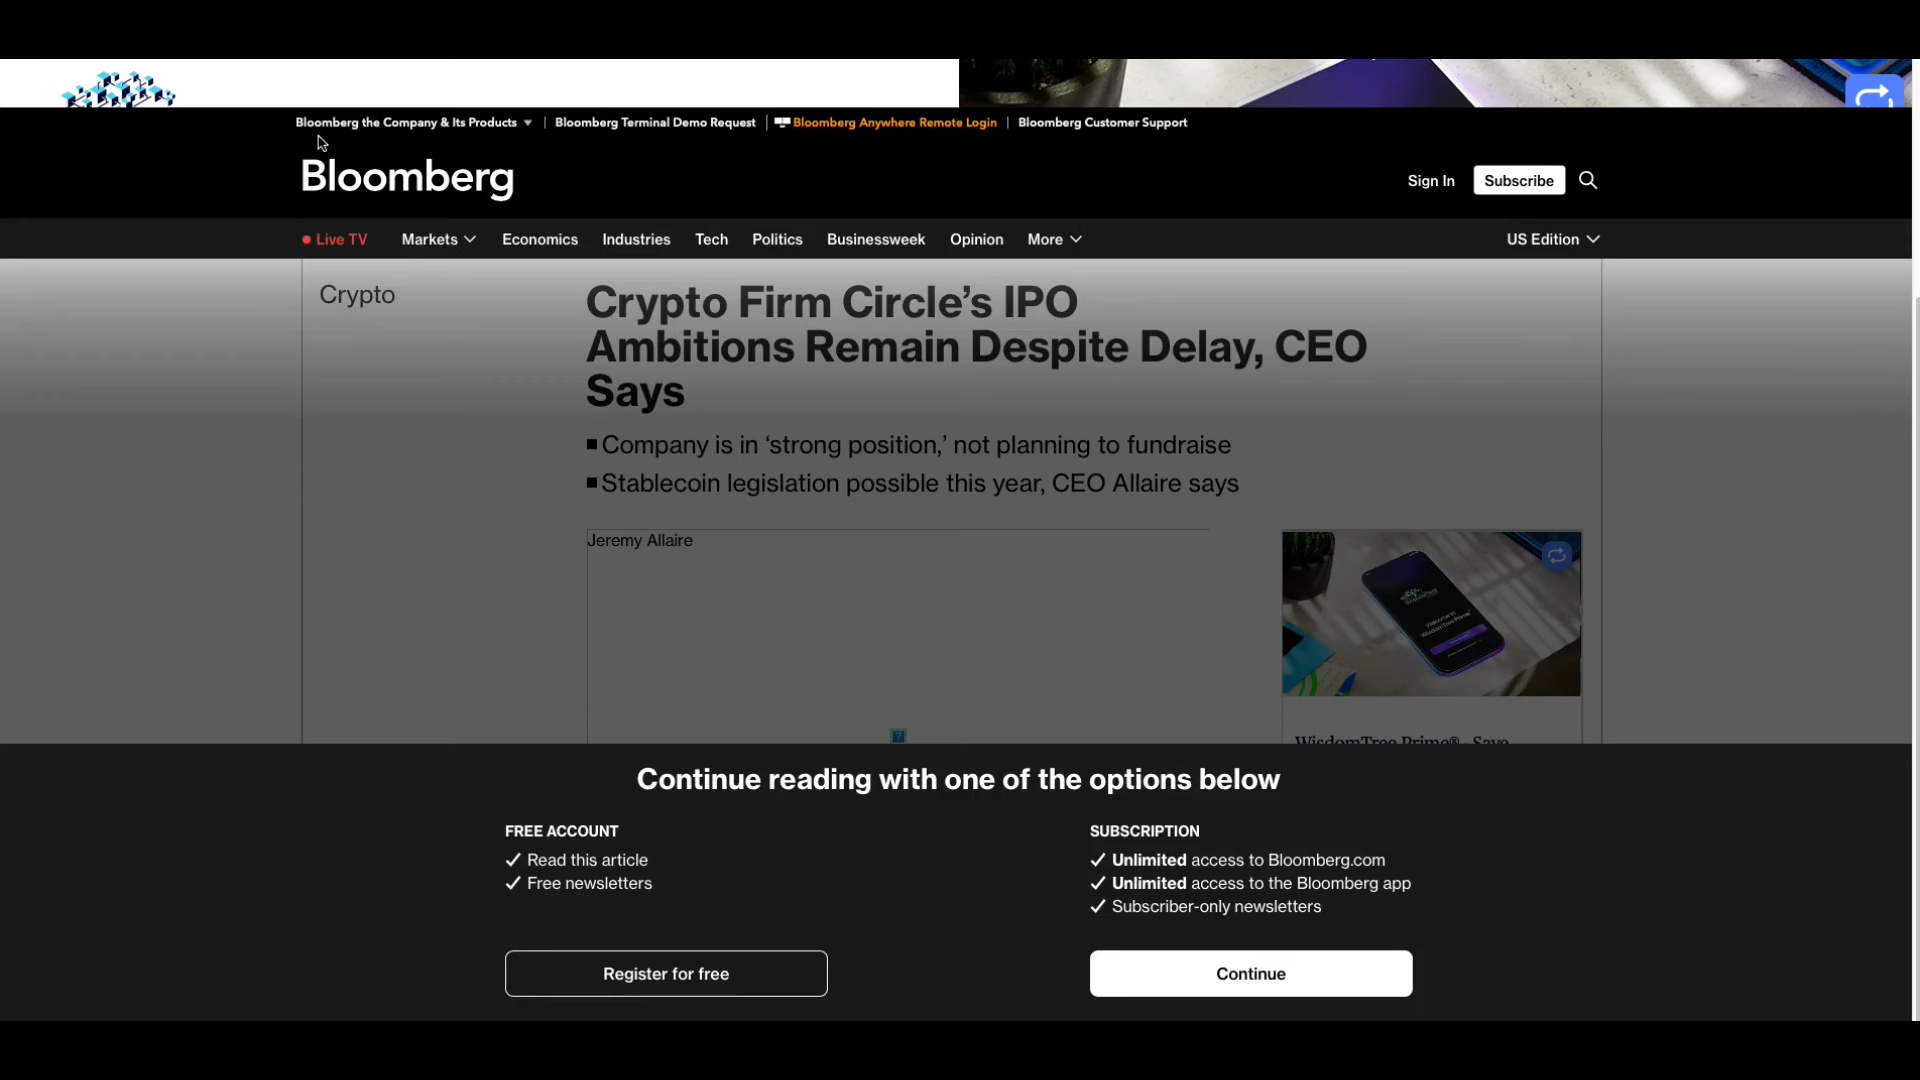 Bloomberg the Company & Its Products
Bloomberg Terminal Demo Request
Bloomberg Anywhere Remote Login
Bloomberg Customer Support
Bloomberg
Sign In
Subscribe
Live TV
Markets
Economics
Industries
Tech
Politics
Businessweek
Opinion
More
US Edition
Crypto
Crypto Firm Circle’s IPO
Ambitions Remain Despite Delay, CEO
Says
Company is in ‘strong position,’ not planning to fundraise
Stablecoin legislation possible this year, CEO Allaire says
Jeremy Allaire
WisdomTree Prime® - Save
Continue reading with one of the options below
FREE ACCOUNT
✓ Read this article
✓ Free newsletters
Register for free
SUBSCRIPTION
✓ Unlimited access to Bloomberg.com
✓ Unlimited access to the Bloomberg app
✓ Subscriber-only newsletters
Continue